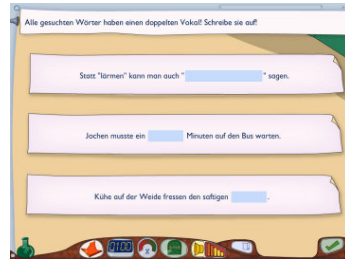 Alle gesuchten Wörter haben einen doppelten Vokal! Schreibe sie auf!
Statt "lärmen" kann man auch " " sagen.
Jochen musste ein Minuten auf den Bus warten.
Kühe auf der Weide fressen den saftigen .